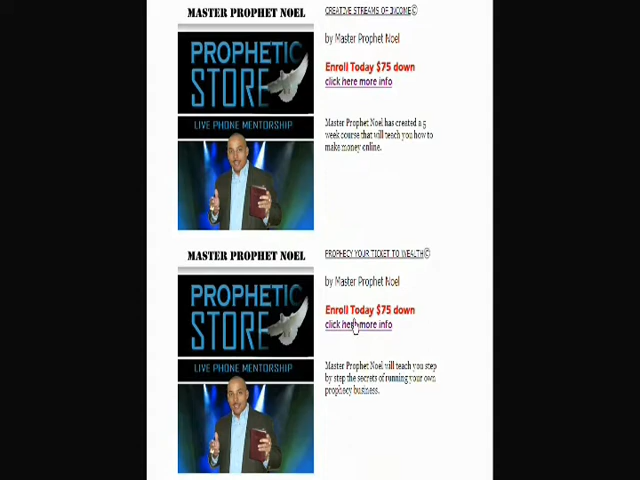 MASTER PROPHET NOEL
PROPHETIC
STORE
LIVE PHONE MENTORSHIP
CREATIVE STREAMS OF INCOME©
by Master Prophet Noel
Enroll Today $75 down
click here more info
Master Prophet Noel has created a 5
week course that will teach you how to
make money online.
MASTER PROPHET NOEL
PROPHETIC
STORE
LIVE PHONE MENTORSHIP
PROPHECY YOUR TICKET TO WEALTH©
by Master Prophet Noel
Enroll Today $75 down
click here more info
Master Prophet Noel will teach you step
by step the secrets of running your own
prophecy business.